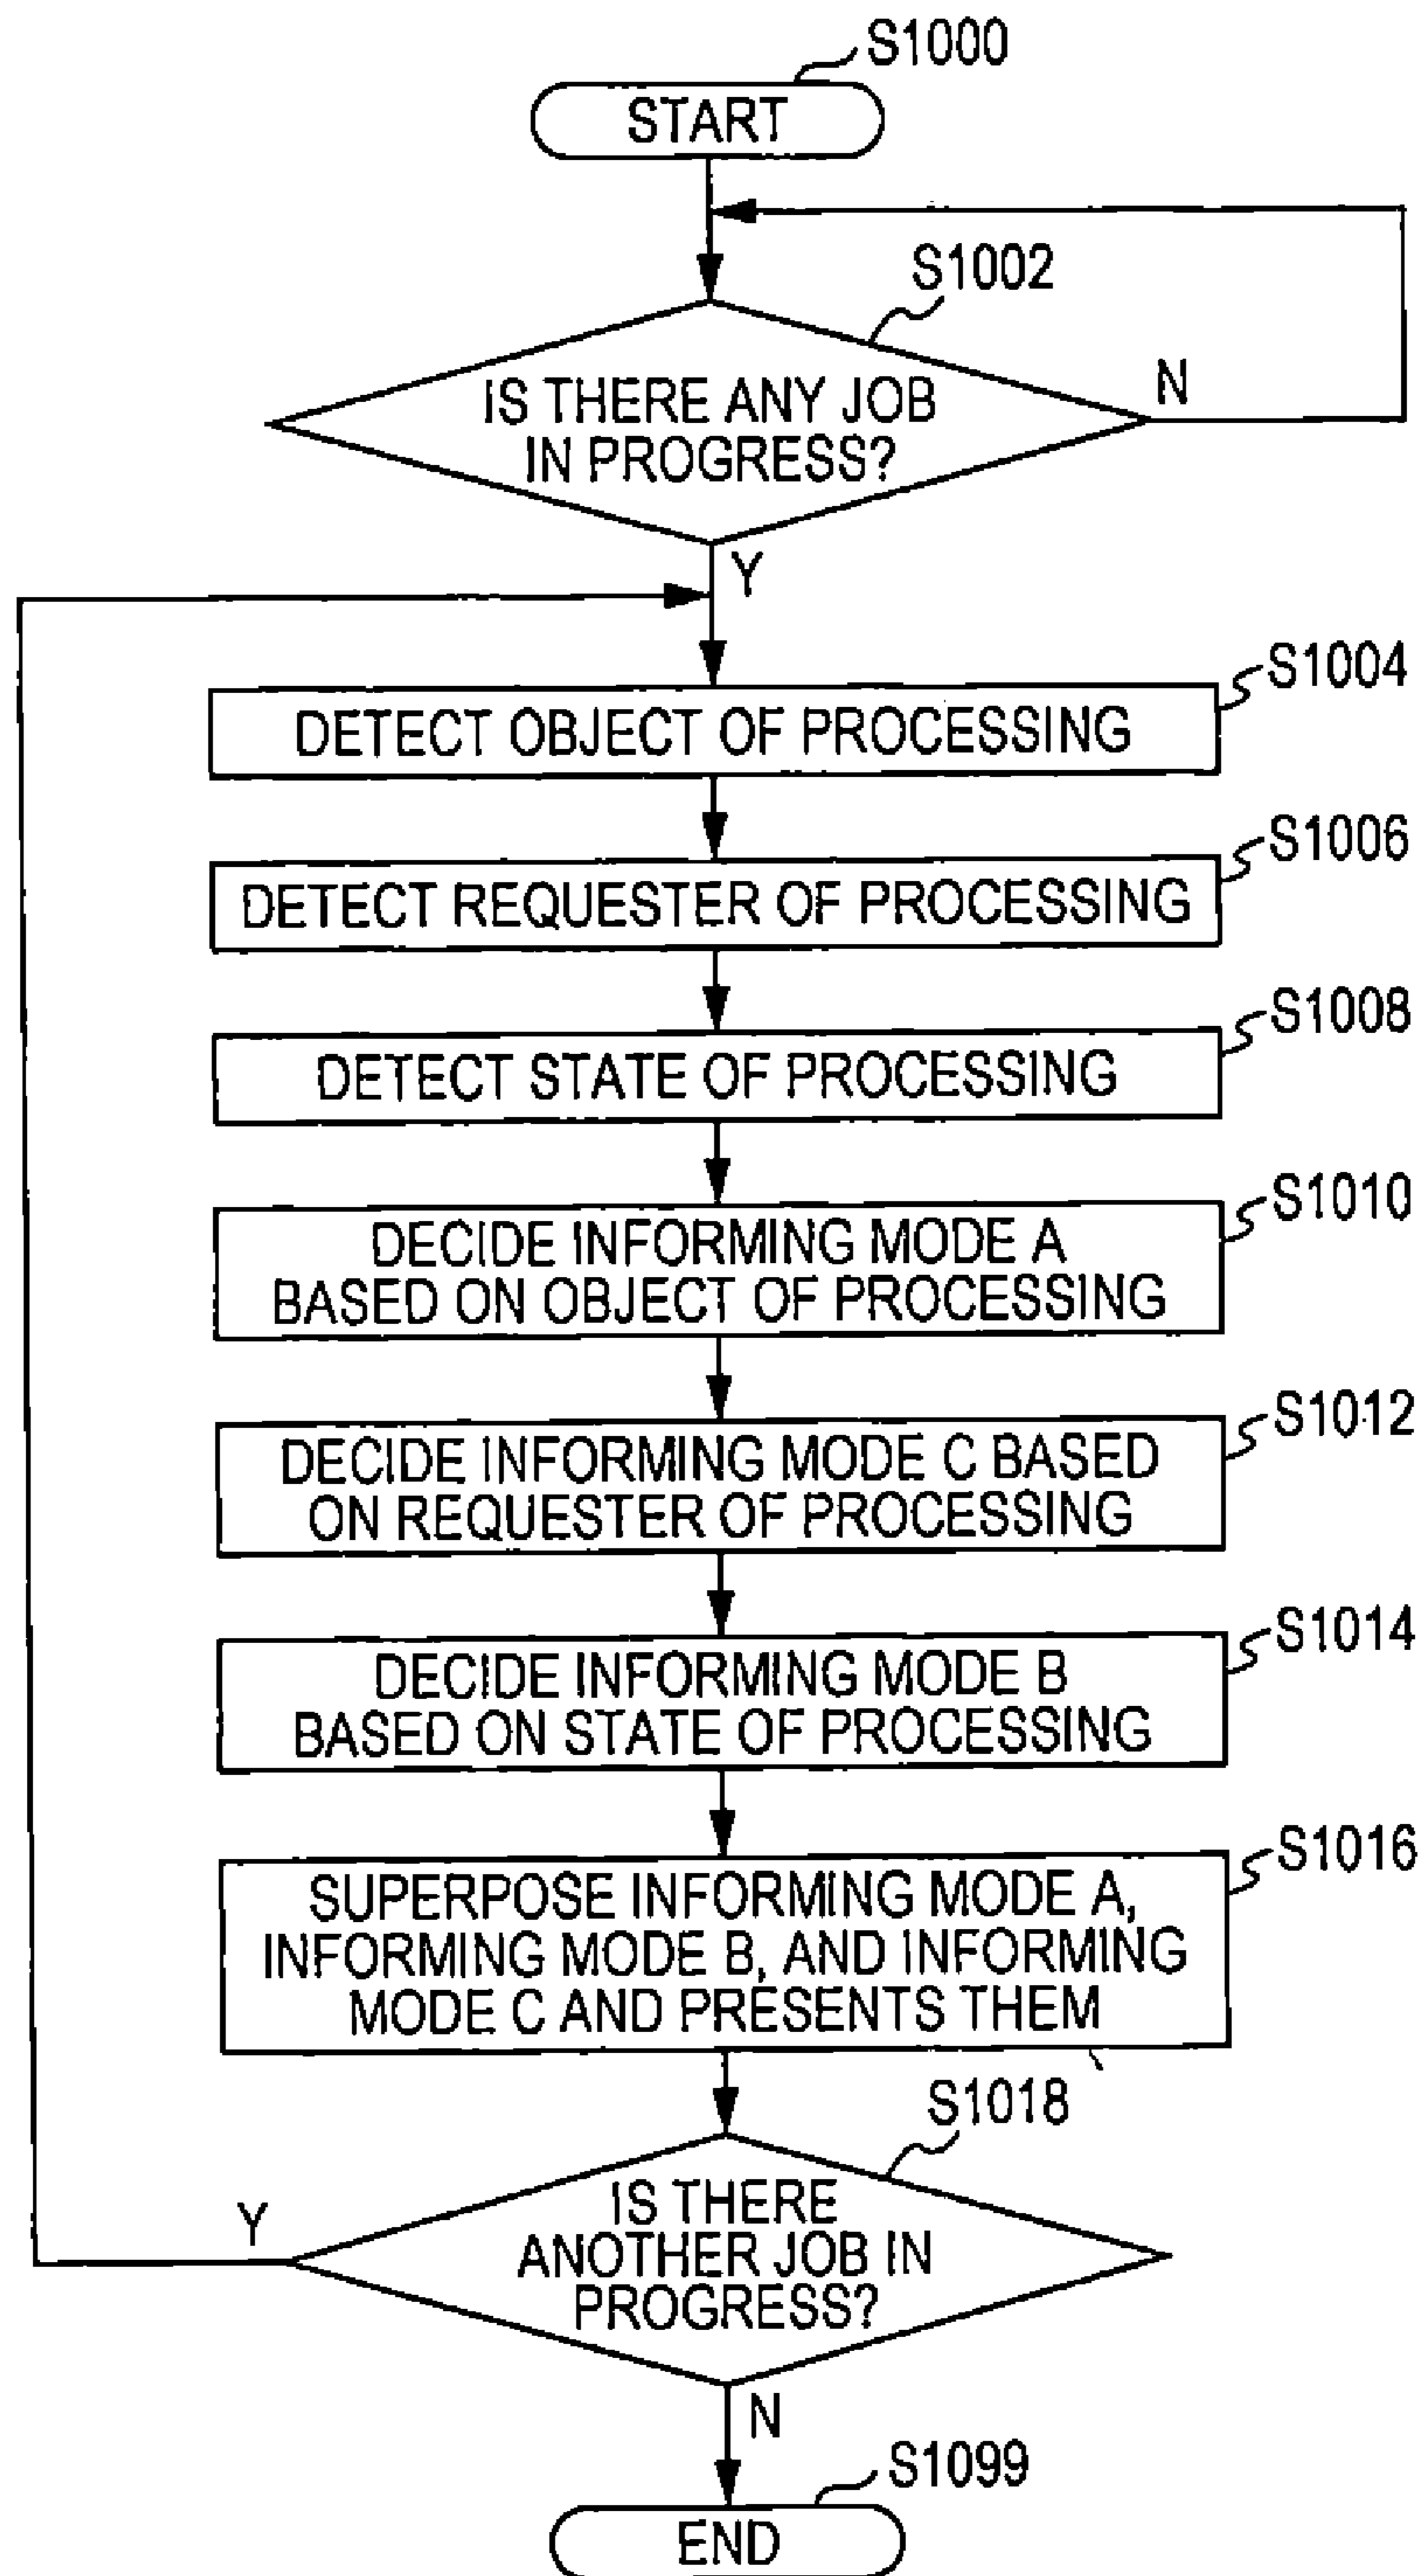 S1000
START
S1002
IS THERE ANY JOB
IN PROGRESS?
N
Y
S1004
DETECT OBJECT OF PROCESSING
S1006
DETECT REQUESTER OF PROCESSING
S1008
DETECT STATE OF PROCESSING
S1010
DECIDE INFORMING MODE A
BASED ON OBJECT OF PROCESSING
S1012
DECIDE INFORMING MODE C BASED
ON REQUESTER OF PROCESSING
S1014
DECIDE INFORMING MODE B
BASED ON STATE OF PROCESSING
S1016
SUPERPOSE INFORMING MODE A,
INFORMING MODE B, AND INFORMING
MODE C AND PRESENTS THEM
S1018
IS THERE
ANOTHER JOB IN
PROGRESS?
Y
N
S1099
END